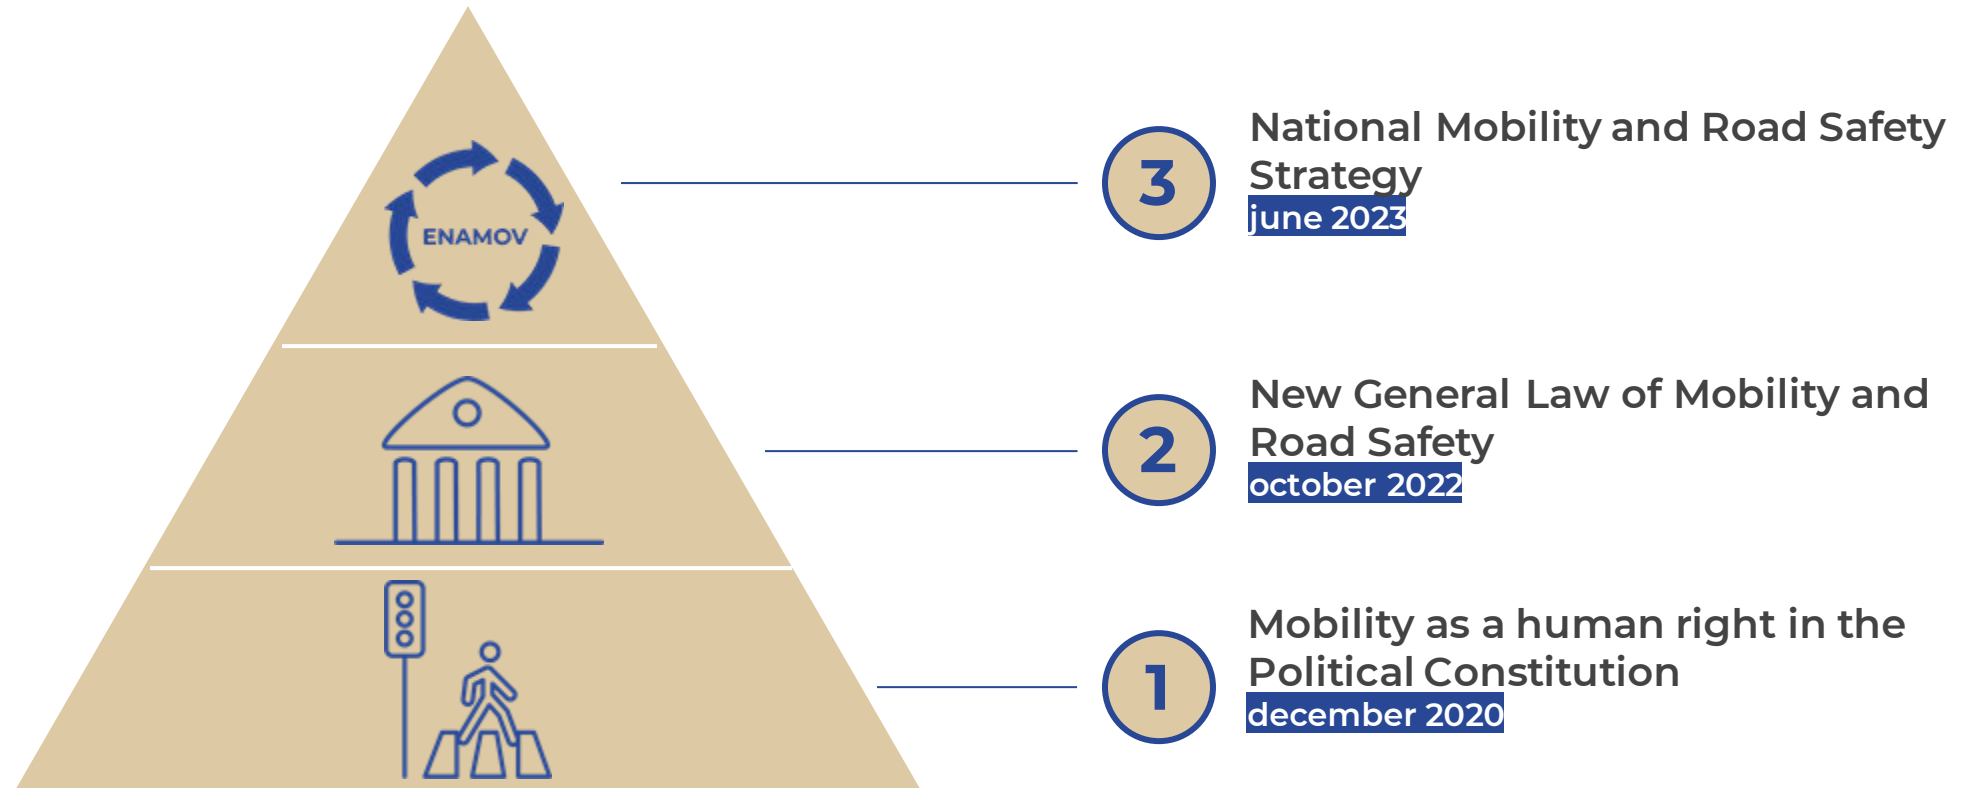 ENAMOV
3
National Mobility and Road Safety
Strategy
june 2023
2
New General Law of Mobility and
Road Safety
october 2022
1
Mobility as a human right in the
Political Constitution
december 2020